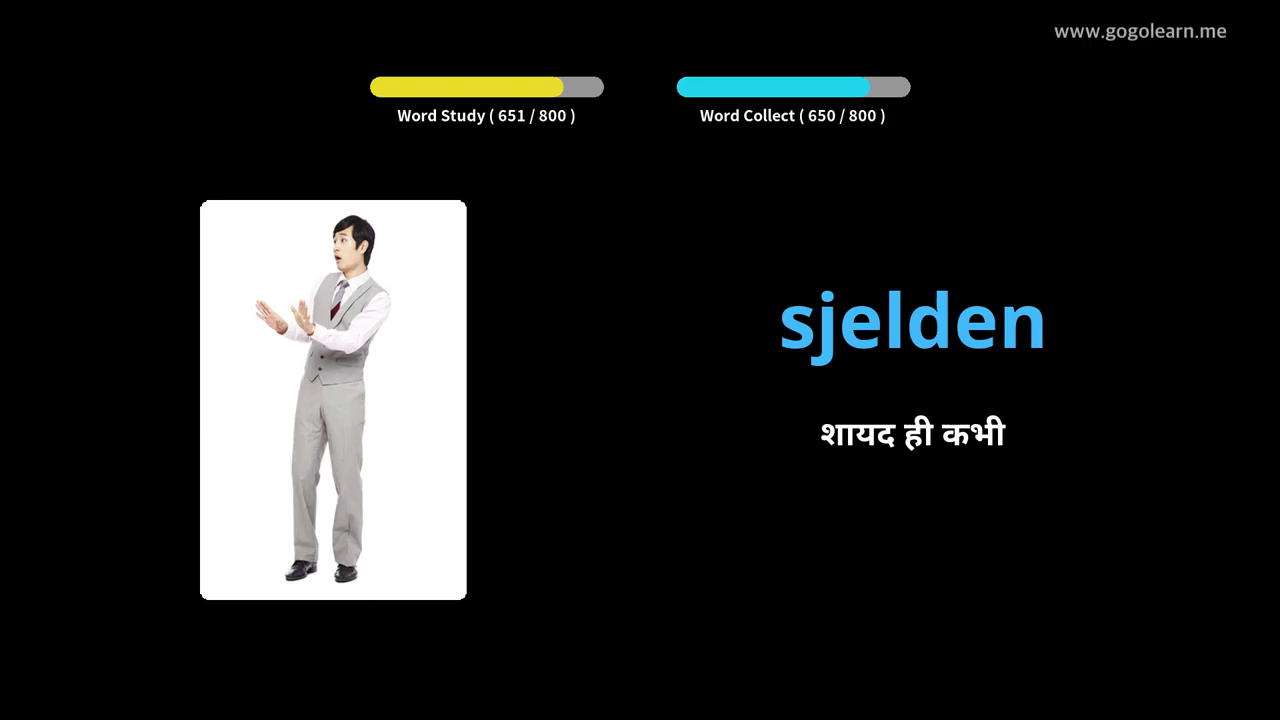 www.gogolearn.me
Word Study ( 651 / 800 )
Word Collect ( 650 / 800 )
sjelden
शायद ही कभी